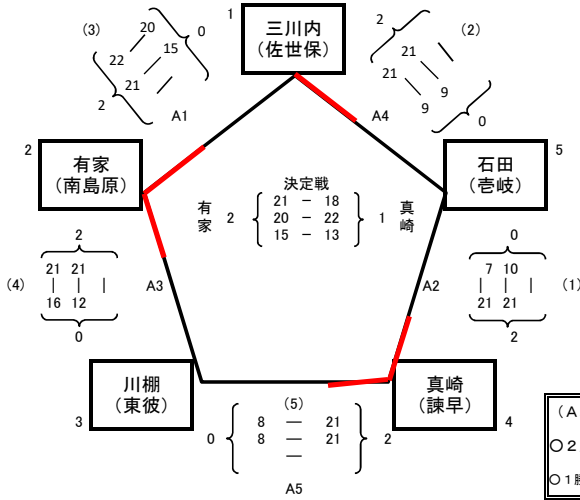 1
三川内
(佐世保)
(3)
20 0
15
22
21
2
A1
2
21 (2)
21
9
9
0
A4
2
有家
(南島原)
5
石田
(壱岐)
決定戦
有家 2
21 − 18
20 − 22
15 − 13
1 真崎
(4)
2
21 21
| | |
16 12
0
A3
A2
0
7 10
| | |
21 21
2
(1)
3
川棚
(東彼)
4
真崎
(諫早)
(5)
0
8 — 21
8 — 21
—
2
A5
(A
○2
○1勝